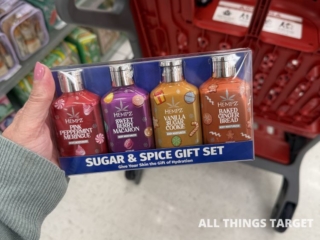 HEMPZ
PINK
PEPPERMINT
MERINGUE
HEMPZ
SWEET
BERRY
MACARON
HEMPZ
VANILLA
SUGAR
COOKIE
HEMPZ
BAKED
GINGER
BREAD
SUGAR & SPICE GIFT SET
Give Your Skin the Gift of Hydration
ALL THINGS TARGET